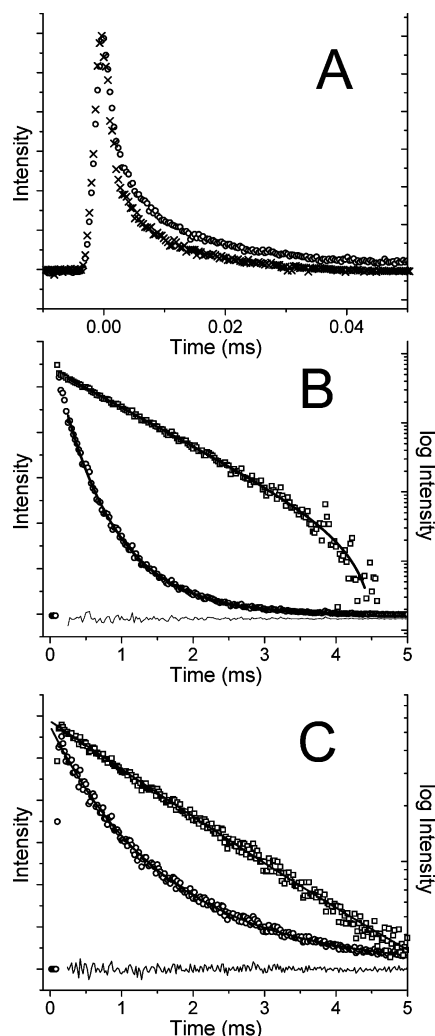 A
Intensity
0.00 0.02 0.04
Time (ms)
B
Intensity
log Intensity
0 1 2 3 4 5
Time (ms)
C
Intensity
log Intensity
0 1 2 3 4 5
Time (ms)